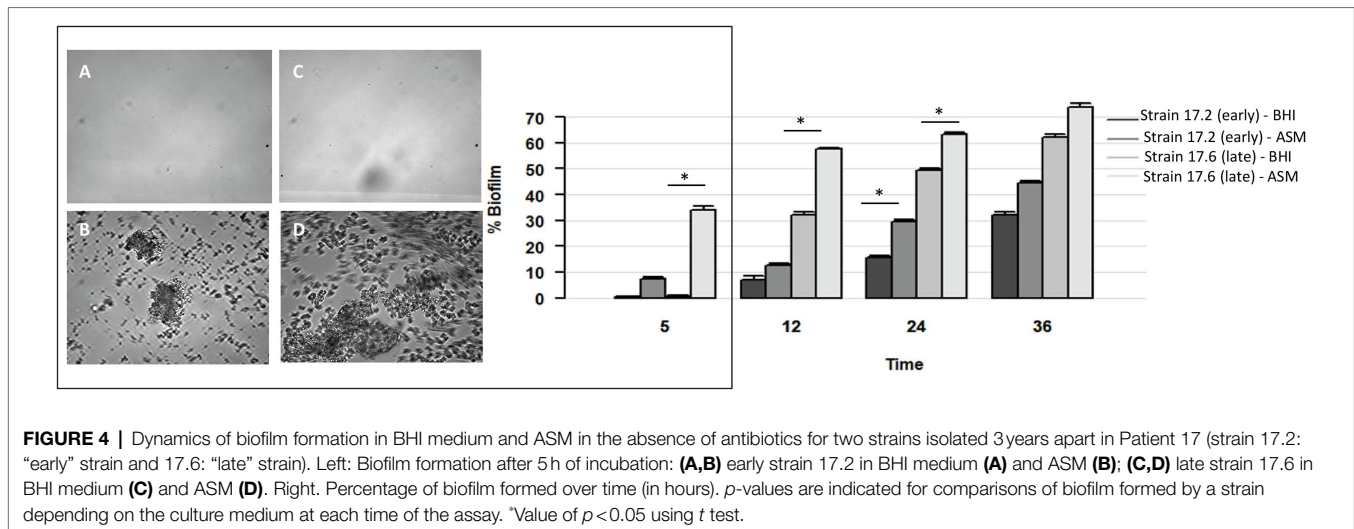 A
C
B
D
% Biofilm
70
60
50
40
30
20
10
0
*
*
*
*
5
12
24
36
Time
Strain 17.2 (early) - BHI
Strain 17.2 (early) - ASM
Strain 17.6 (late) - BHI
Strain 17.6 (late) - ASM
FIGURE 4 | Dynamics of biofilm formation in BHI medium and ASM in the absence of antibiotics for two strains isolated 3 years apart in Patient 17 (strain 17.2:
“early” strain and 17.6: “late” strain). Left: Biofilm formation after 5 h of incubation: (A,B) early strain 17.2 in BHI medium (A) and ASM (B); (C,D) late strain 17.6 in
BHI medium (C) and ASM (D). Right. Percentage of biofilm formed over time (in hours). p-values are indicated for comparisons of biofilm formed by a strain
depending on the culture medium at each time of the assay. *Value of p < 0.05 using t test.